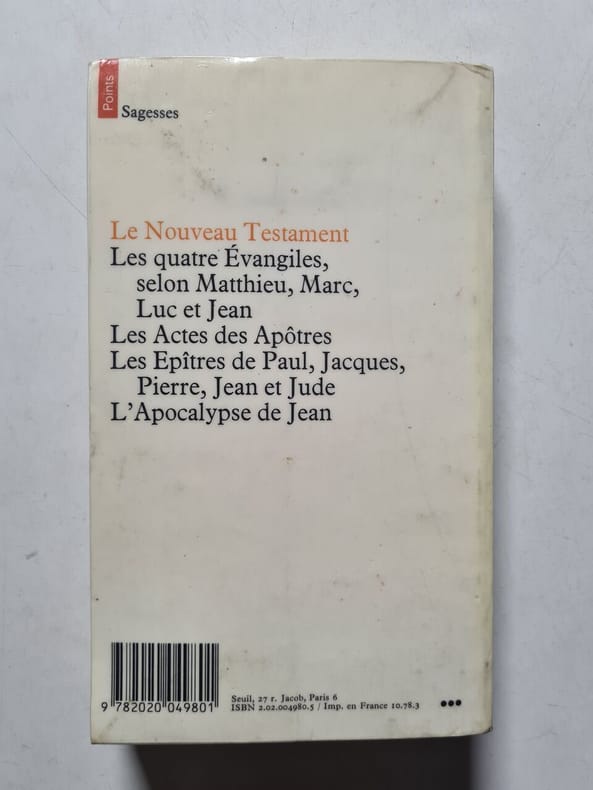 Points
Sagesses
Le Nouveau Testament
Les quatre Évangiles,
selon Matthieu, Marc,
Luc et Jean
Les Actes des Apôtres
Les Epîtres de Paul, Jacques,
Pierre, Jean et Jude
L'Apocalypse de Jean
9 782020 049801
Seuil, 27 r. Jacob, Paris 6
ISBN 2.02.004980.5 / Imp. en France 10.78.3